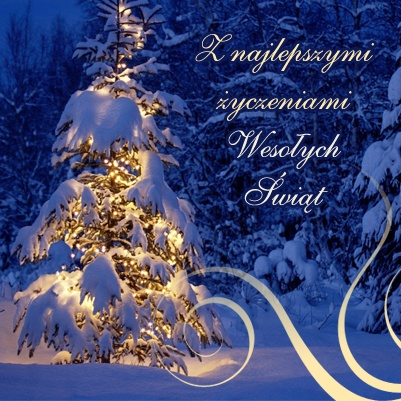 Z najlepszymi
życzeniami
Wesołych
Świąt